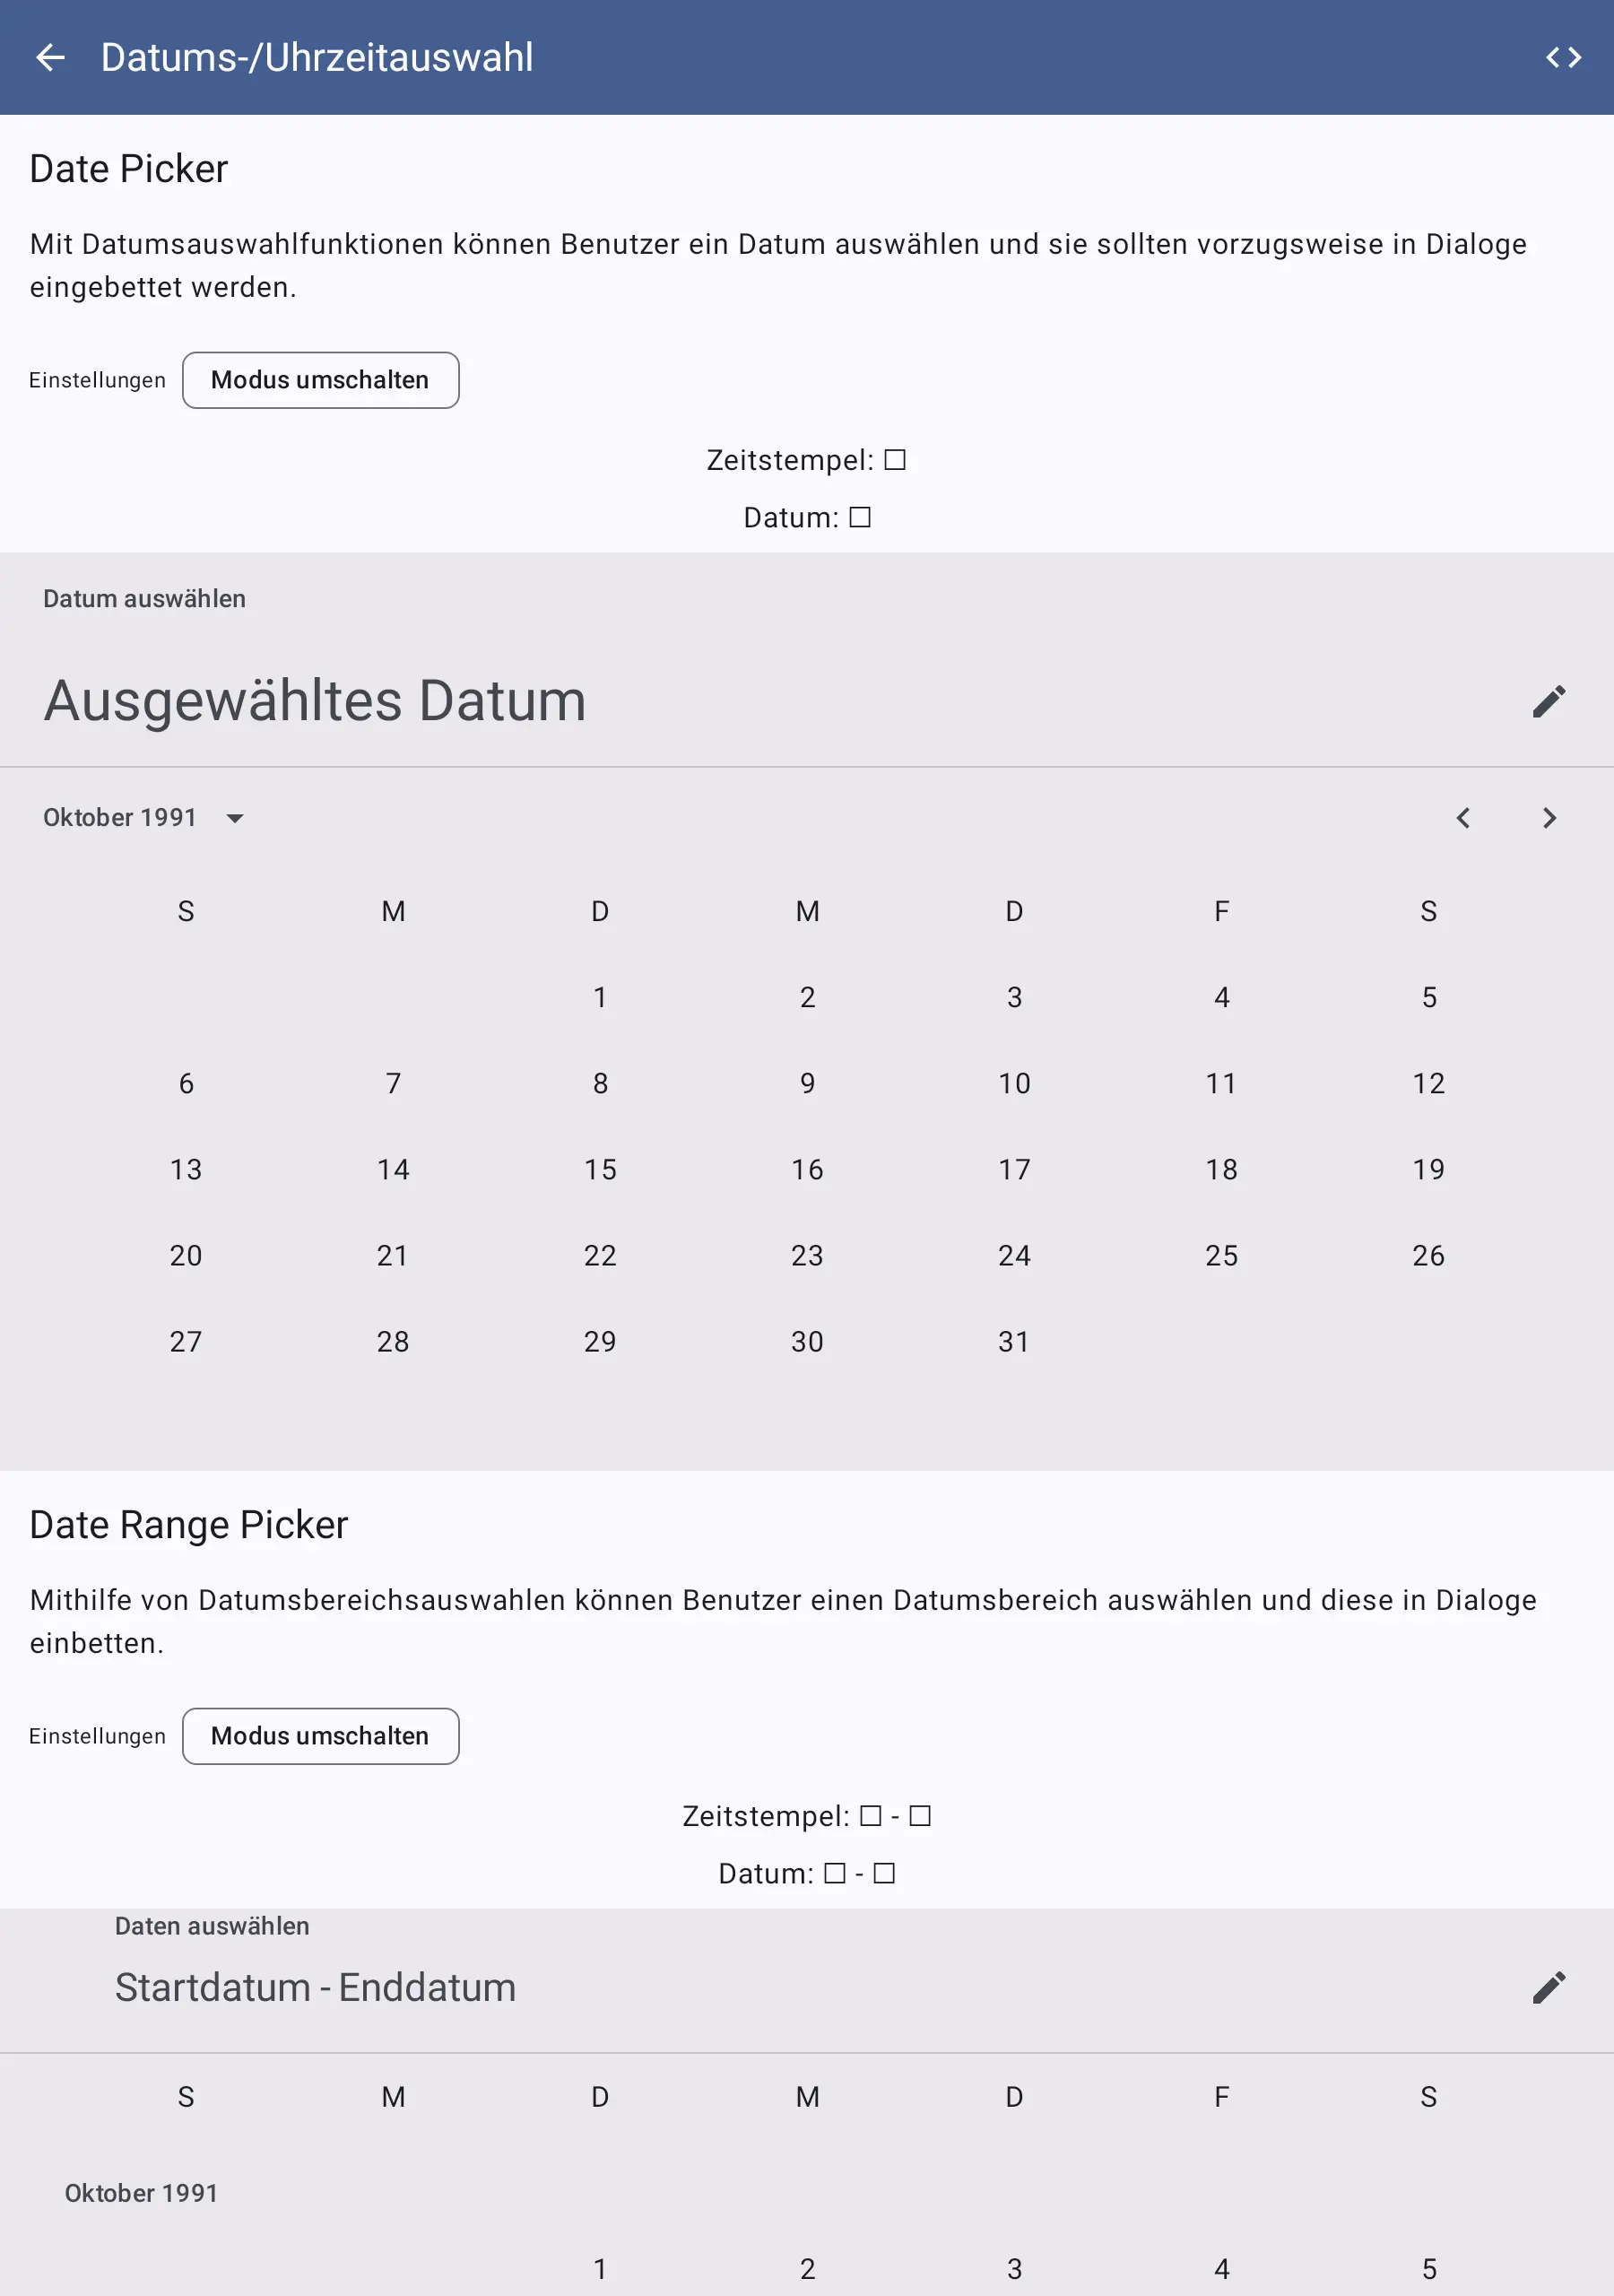 Datums-/Uhrzeitauswahl
Date Picker
Mit Datumsauswahlfunktionen können Benutzer ein Datum auswählen und sie sollten vorzugsweise in Dialoge
eingebettet werden.
Einstellungen Modus umschalten
Zeitstempel: ☐
Datum: ☐
Datum auswählen
Ausgewähltes Datum
Oktober 1991
S M D M D F S
1 2 3 4 5
6 7 8 9 10 11 12
13 14 15 16 17 18 19
20 21 22 23 24 25 26
27 28 29 30 31
Date Range Picker
Mithilfe von Datumsbereichsauswahlen können Benutzer einen Datumsbereich auswählen und diese in Dialoge
einbetten.
Einstellungen Modus umschalten
Zeitstempel: ☐ - ☐
Datum: ☐ - ☐
Daten auswählen
Startdatum - Enddatum
S M D M D F S
Oktober 1991
1 2 3 4 5